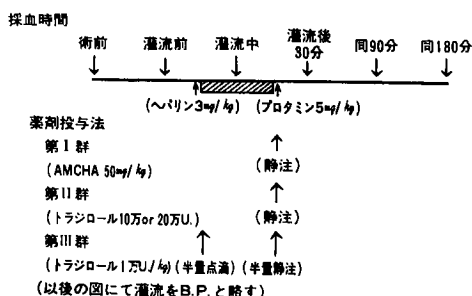 採血時間
術前 灌流前 灌流中 灌流後30分 同90分 同180分
(ヘパリン3mg/kg) (プロタミン5mg/kg)
薬剤投与法
第Ⅰ群
(AMCHA 50mg/kg) (静注)
第Ⅱ群
(トラジロール10万or 20万U.) (静注)
第Ⅲ群
(トラジロール1万U./kg) (半量点滴) (半量静注)
(以後の図にて灌流をB.P.と略す)